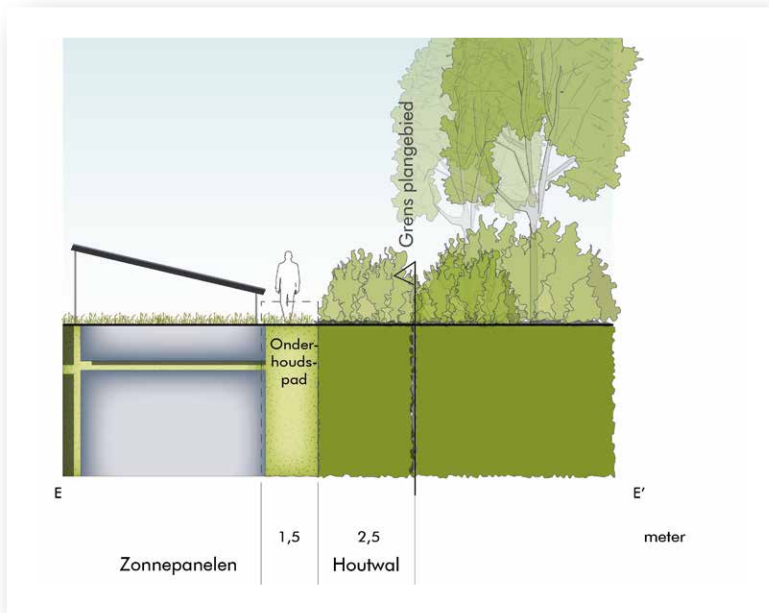 Grens plangebied
Onder-
houds-
pad
E
E'
1,5
2,5
meter
Zonnepanelen
Houtwal